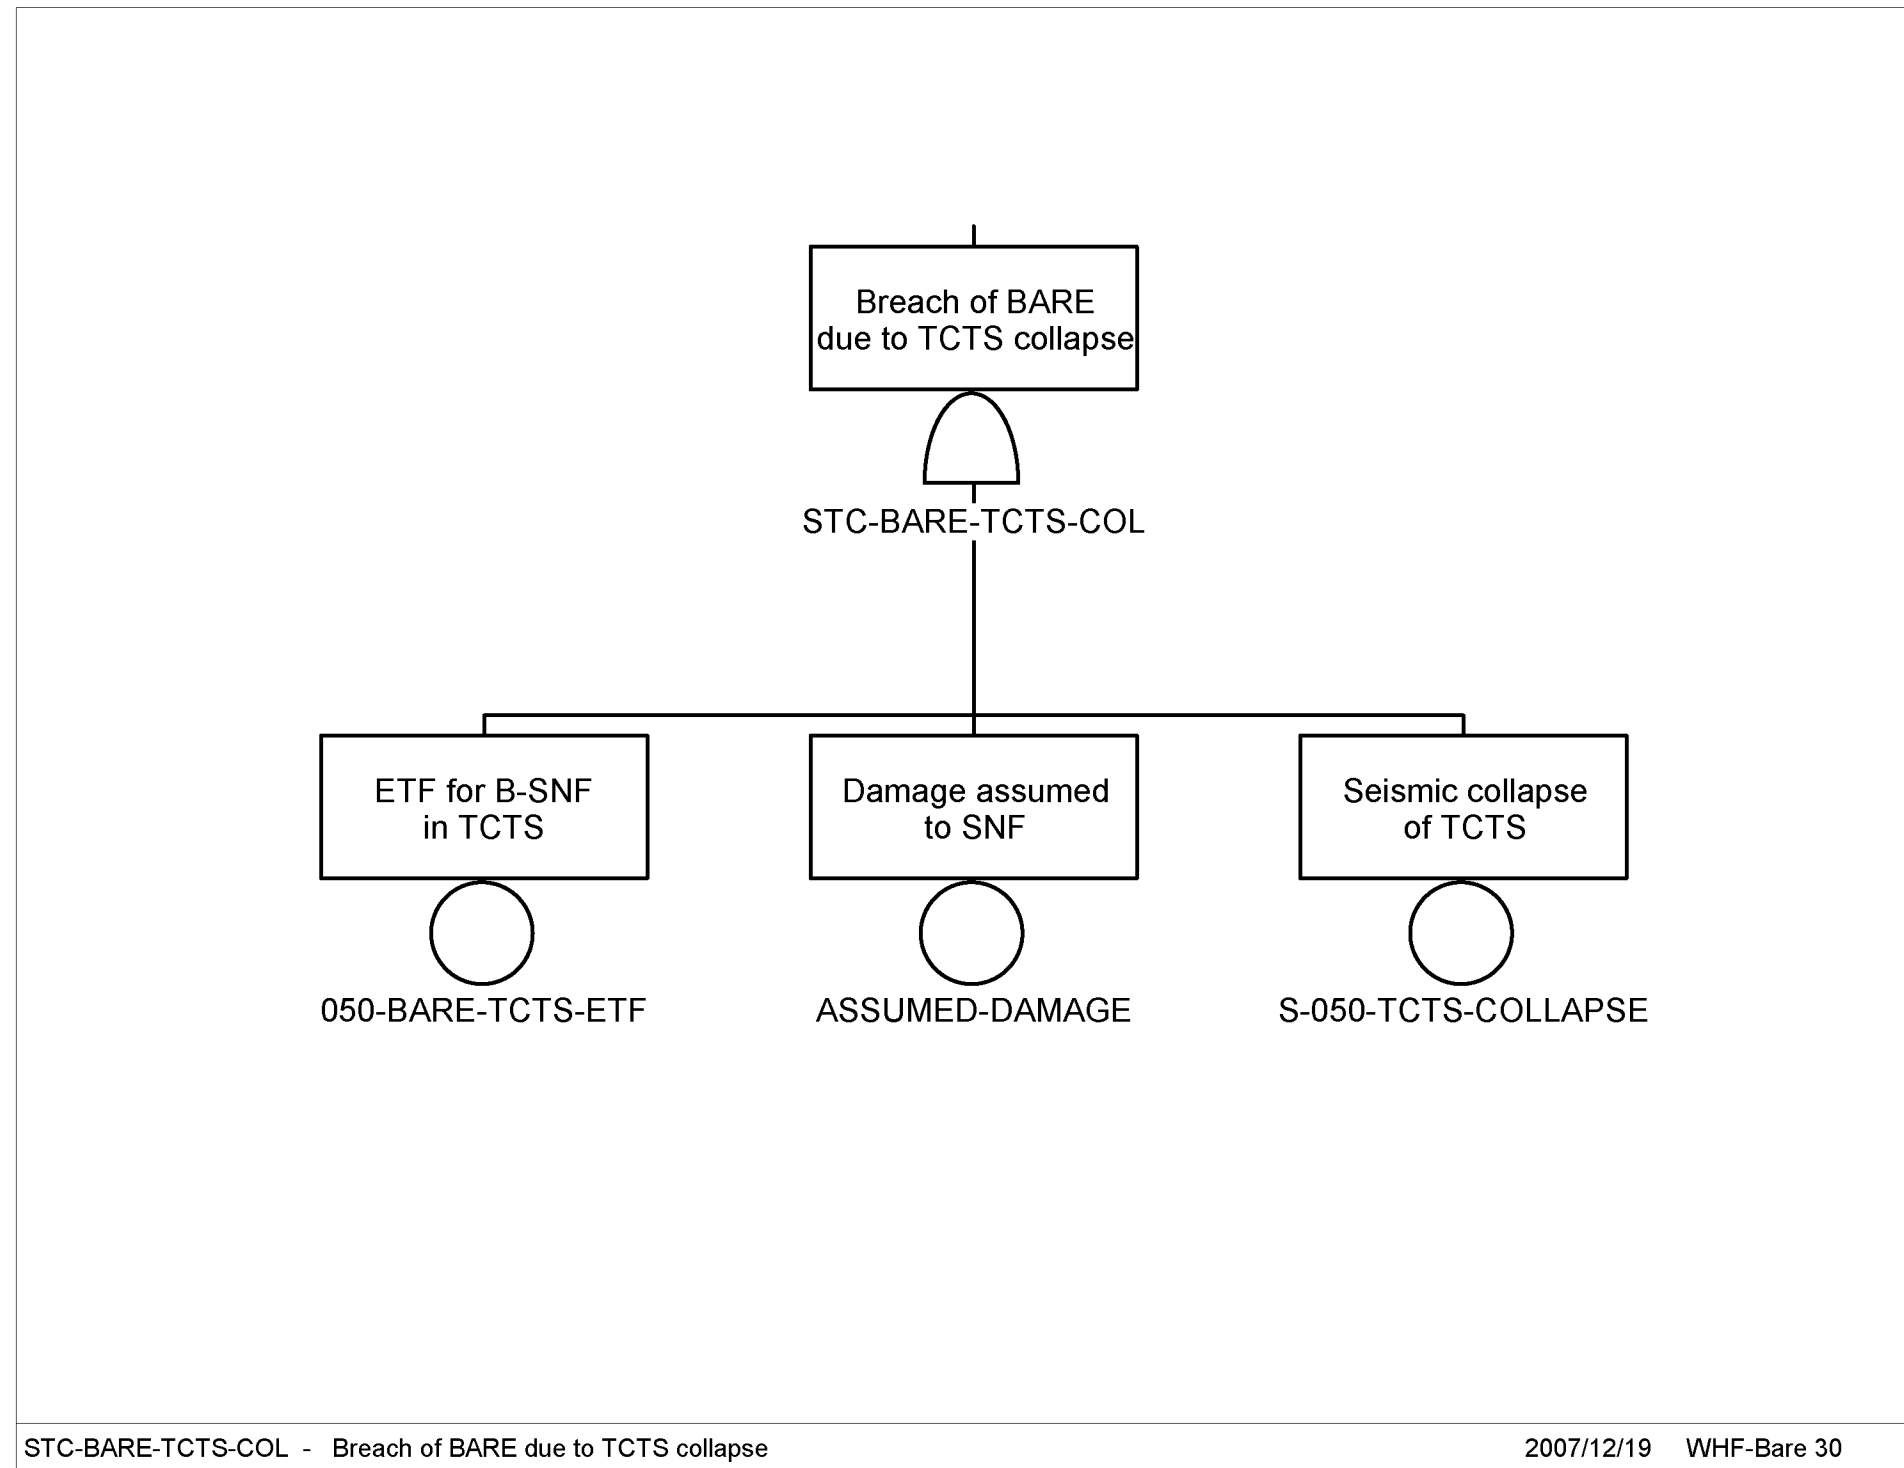 Breach of BARE
due to TCTS collapse
STC-BARE-TCTS-COL
ETF for B-SNF
in TCTS
Damage assumed
to SNF
Seismic collapse
of TCTS
050-BARE-TCTS-ETF
ASSUMED-DAMAGE
S-050-TCTS-COLLAPSE
STC-BARE-TCTS-COL - Breach of BARE due to TCTS collapse
2007/12/19 WHF-Bare 30